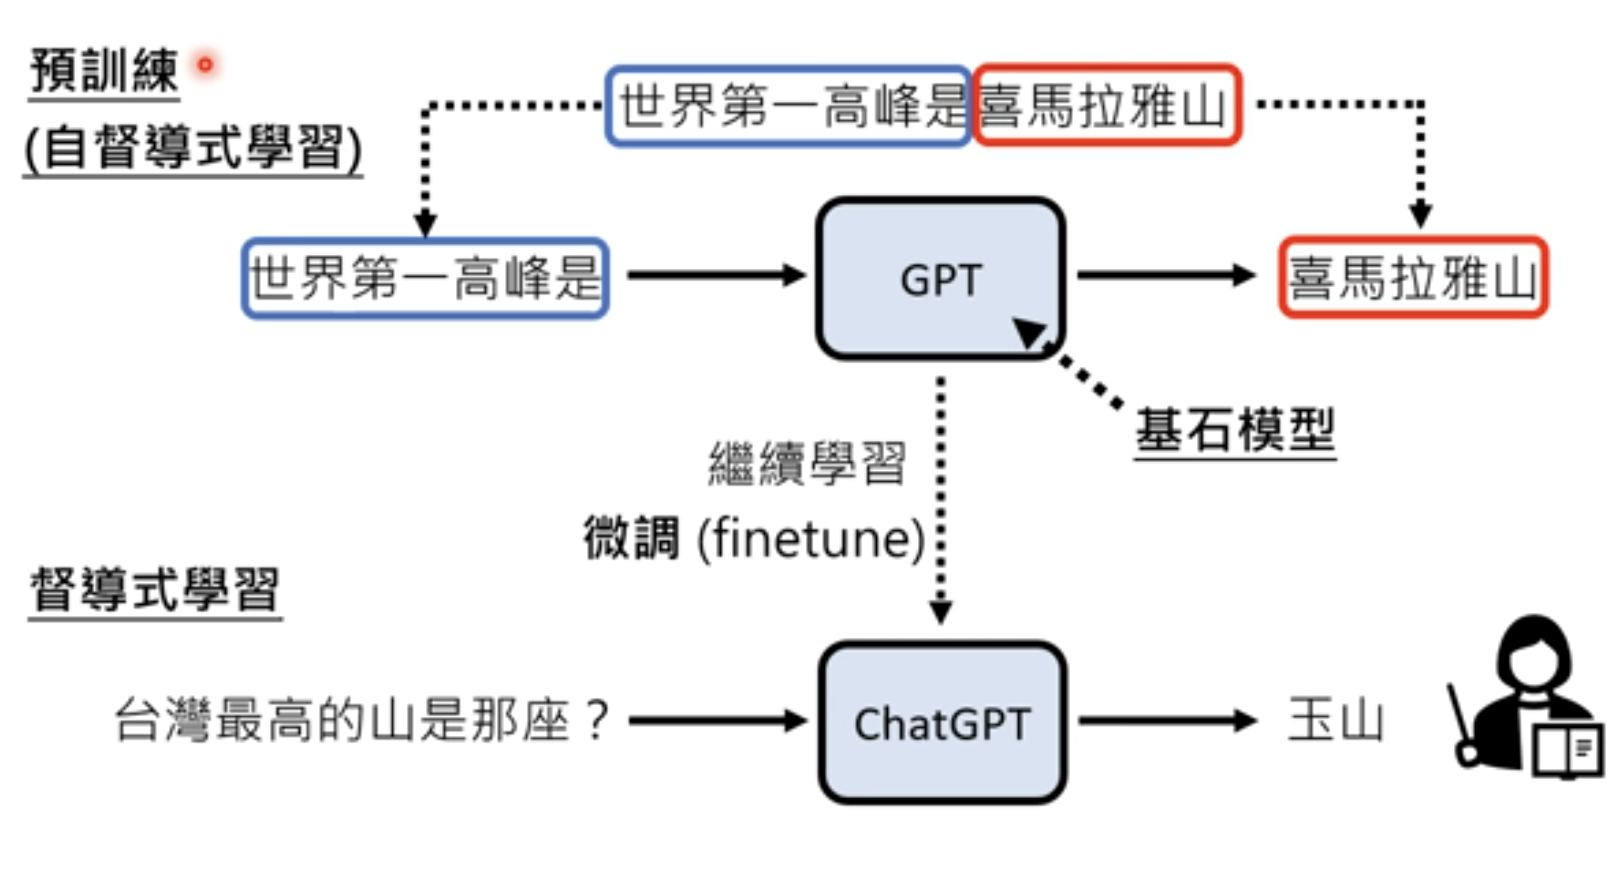 預訓練
(自督導式學習)
世界第一高峰是喜馬拉雅山
世界第一高峰是
GPT
喜馬拉雅山
基石模型
繼續學習
微調 (finetune)
督導式學習
台灣最高的山是那座？
ChatGPT
玉山